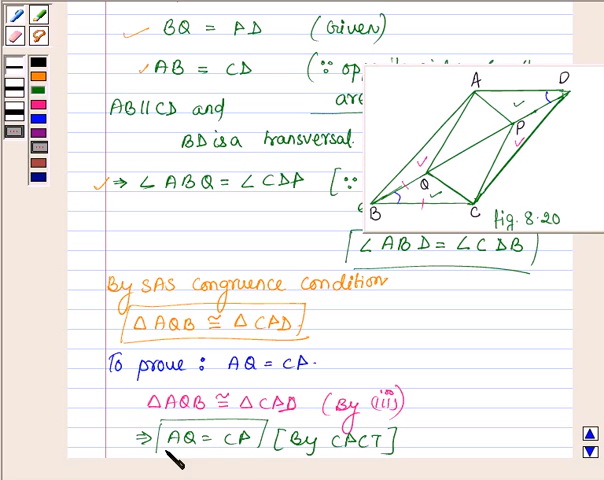 BQ = PD (Given)
AB = CD (∵
AB∥CD and are
BD is a transversal.
⇒ ∠ABQ = ∠CDP [∵
∠ABD = ∠CDB
A D
P
Q
B C
fig. 8.20
By SAS congruence condition
△AQB ≅ △CPD
To prove : AQ = CP.
△AQB ≅ △CPD (By (iii))
⇒ AQ = CP [By CPCT]